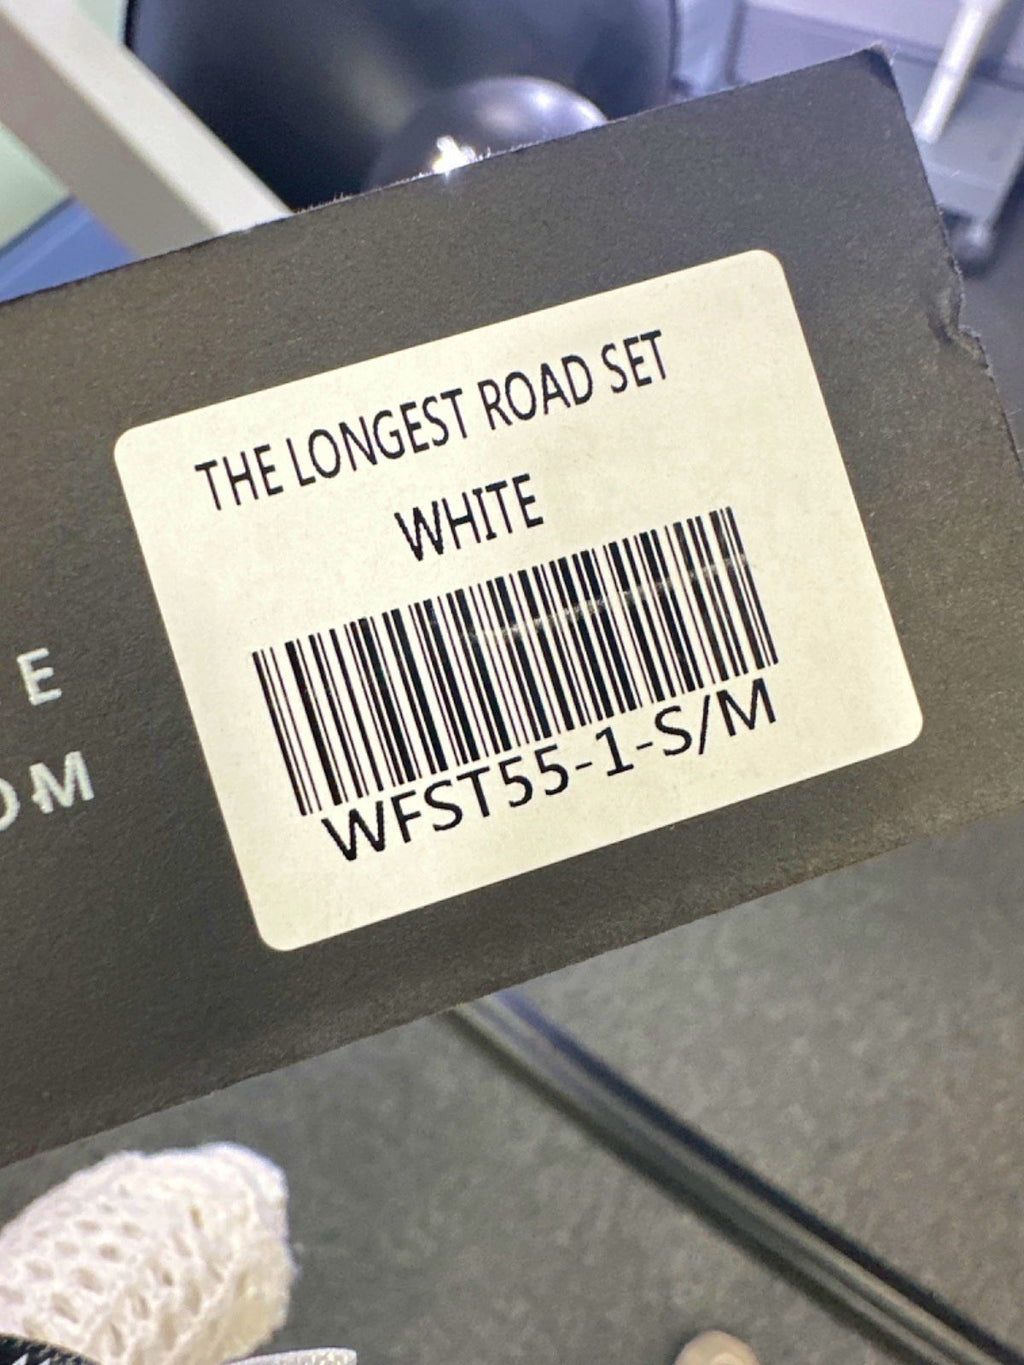 THE LONGEST ROAD SET
WHITE
WFST55-1-S/M
E
OM